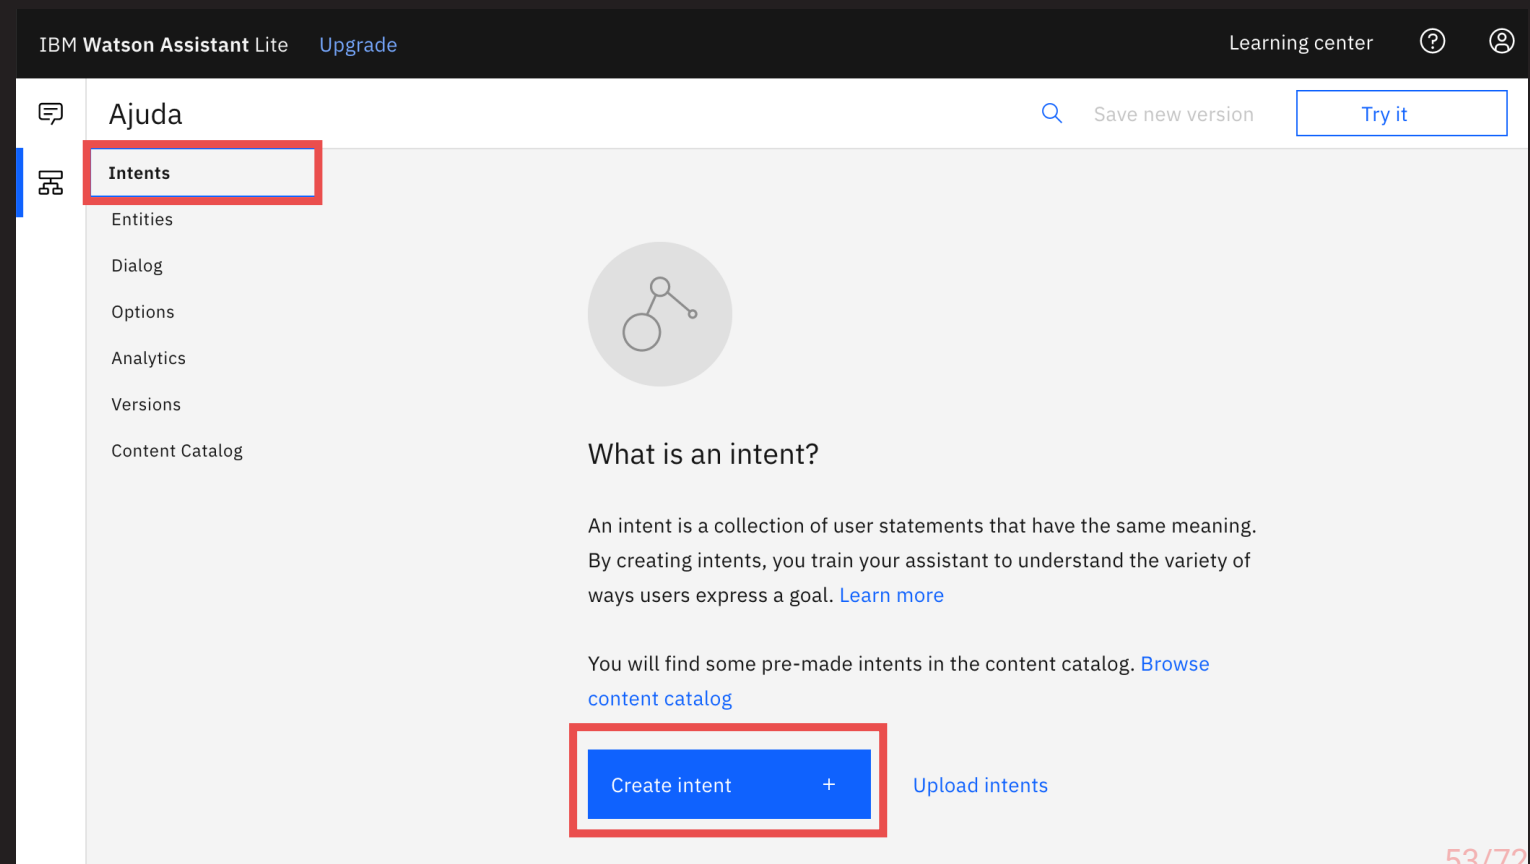 IBM Watson Assistant Lite Upgrade Learning center
Ajuda Save new version Try it
Intents
Entities
Dialog
Options
Analytics
Versions
Content Catalog
What is an intent?
An intent is a collection of user statements that have the same meaning.
By creating intents, you train your assistant to understand the variety of
ways users express a goal. Learn more
You will find some pre-made intents in the content catalog. Browse
content catalog
Create intent + Upload intents
53/72